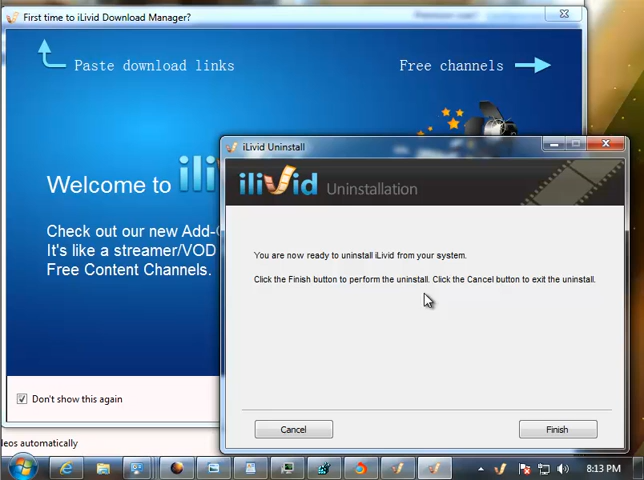 First time to iLivid Download Manager?
Paste download links
Free channels
Welcome to ili
Check out our new Add-
It's like a streamer/VOD
Free Content Channels.
Don't show this again
leos automatically
iLivid Uninstall
iliVid Uninstallation
You are now ready to uninstall iLivid from your system.
Click the Finish button to perform the uninstall. Click the Cancel button to exit the uninstall.
Cancel
Finish
8:13 PM